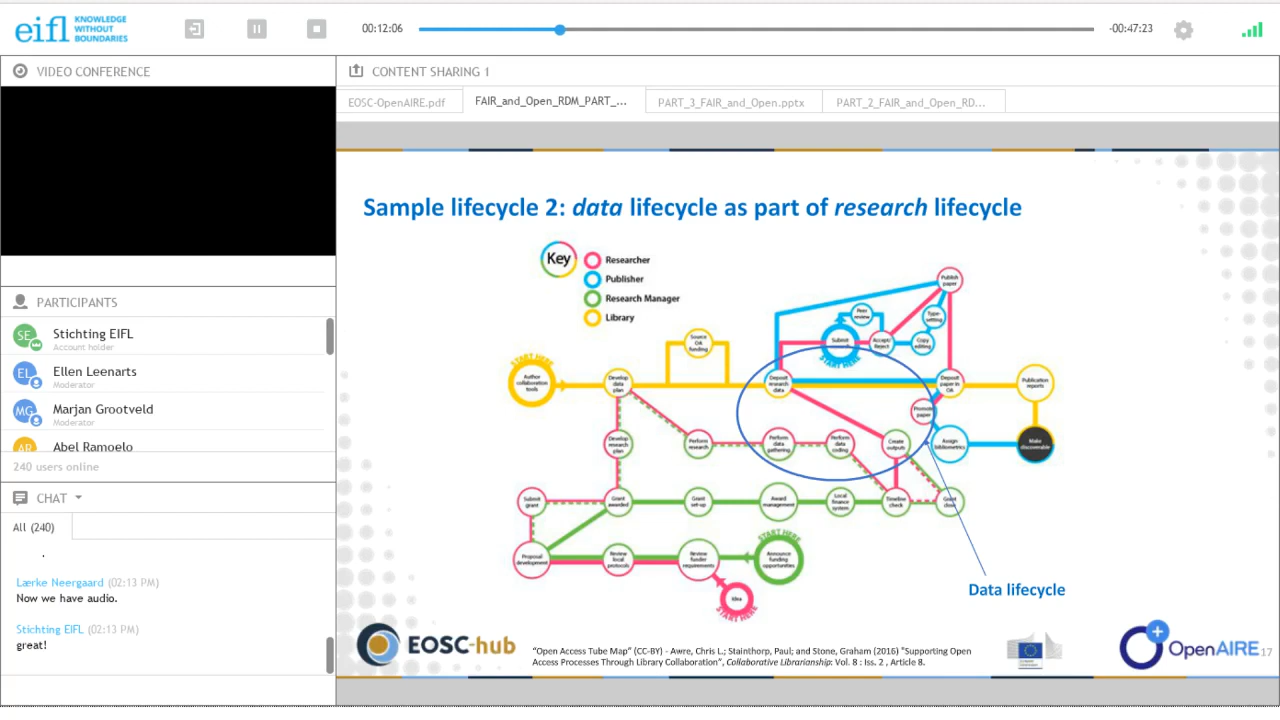 eifl KNOWLEDGE
WITHOUT
BOUNDARIES
00:12:06
-00:47:23
VIDEO CONFERENCE
CONTENT SHARING 1
EOSC-OpenAIRE.pdf
FAIR_and_Open_RDM_PART_...
PART_3_FAIR_and_Open.pptx
PART_2_FAIR_and_Open_RD...
PARTICIPANTS
SE
Stichting EIFL
Account holder
EL
Ellen Leenarts
Moderator
MG
Marjan Grootveld
Moderator
AR
Abel Ramoelo
240 users online
CHAT
All (240)
.
Lærke Neergaard (02:13 PM)
Now we have audio.
Stichting EIFL (02:13 PM)
great!
Sample lifecycle 2: data lifecycle as part of research lifecycle
Key
Researcher
Publisher
Research Manager
Library
Publish
paper
Peer
review
Type-
setting
Source
OA
funding
Submit
Accept/
Reject
Copy
editing
START HERE
START HERE
Author
collaboration
tools
Develop
data
plan
Deposit
research
data
Deposit
paper in
OA
Publication
reports
Promote
paper
Develop
research
plan
Perform
research
Perform
data
gathering
Perform
data
coding
Create
outputs
Assign
bibliometrics
Make
discoverable
Submit
grant
Grant
awarded
Grant
set-up
Award
management
Local
finance
system
Timeline
check
Grant
close
START HERE
Proposal
development
Review
local
protocols
Review
funder
requirements
Announce
funding
opportunities
Idea
START HERE
Data lifecycle
EOSC-hub
"Open Access Tube Map" (CC-BY) - Awre, Chris L.; Stainthorp, Paul; and Stone, Graham (2016) "Supporting Open
Access Processes Through Library Collaboration", Collaborative Librarianship: Vol. 8 : Iss. 2 , Article 8.
OpenAIRE
17